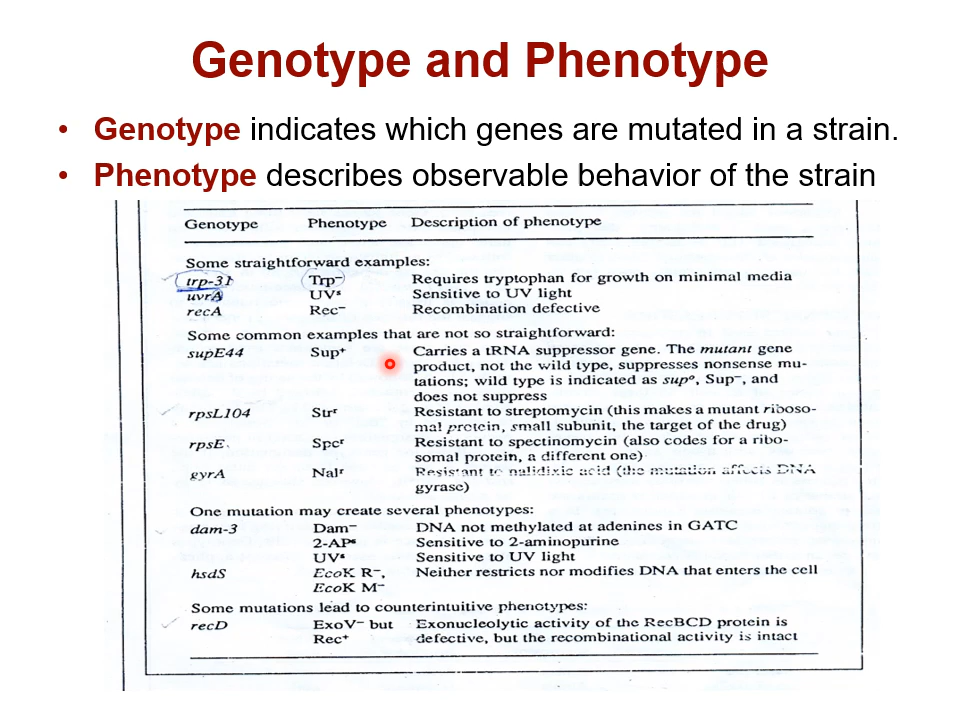 Genotype and Phenotype
• Genotype indicates which genes are mutated in a strain.
• Phenotype describes observable behavior of the strain
Genotype Phenotype Description of phenotype
Some straightforward examples:
trp-31 Trp⁻ Requires tryptophan for growth on minimal media
uvrA UVˢ Sensitive to UV light
recA Rec⁻ Recombination defective
Some common examples that are not so straightforward:
supE44 Sup⁺ Carries a tRNA suppressor gene. The mutant gene
product, not the wild type, suppresses nonsense mu-
tations; wild type is indicated as supº, Sup⁻, and
does not suppress
rpsL104 Strʳ Resistant to streptomycin (this makes a mutant riboso-
mal protein, small subunit, the target of the drug)
rpsE Spcʳ Resistant to spectinomycin (also codes for a ribo-
somal protein, a different one)
gyrA Nalʳ Resistant to nalidixic acid (the mutation affects DNA
gyrase)
One mutation may create several phenotypes:
dam-3 Dam⁻ DNA not methylated at adenines in GATC
2-APˢ Sensitive to 2-aminopurine
UVˢ Sensitive to UV light
hsdS EcoK R⁻, Neither restricts nor modifies DNA that enters the cell
EcoK M⁻
Some mutations lead to counterintuitive phenotypes:
recD ExoV⁻ but Exonucleolytic activity of the RecBCD protein is
Rec⁺ defective, but the recombinational activity is intact